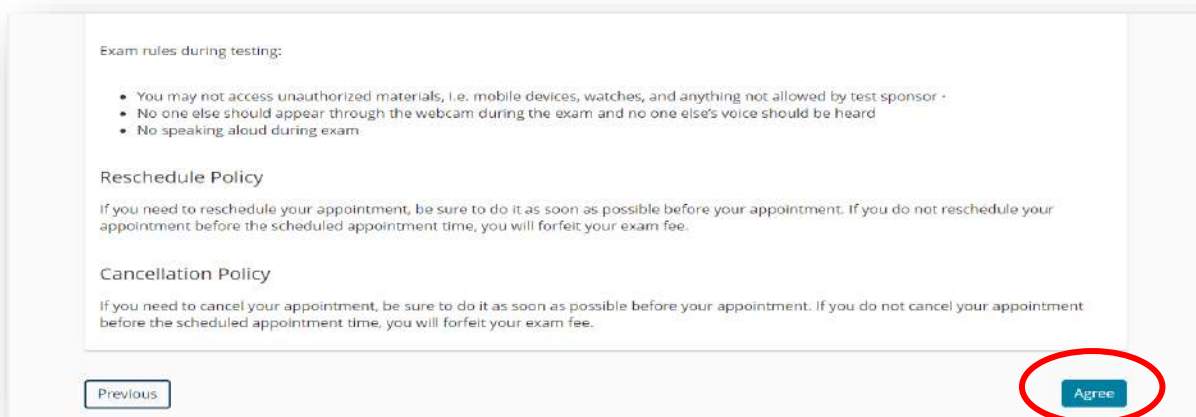 Exam rules during testing:
• You may not access unauthorized materials, i.e. mobile devices, watches, and anything not allowed by test sponsor -
• No one else should appear through the webcam during the exam and no one else's voice should be heard
• No speaking aloud during exam
Reschedule Policy
If you need to reschedule your appointment, be sure to do it as soon as possible before your appointment. If you do not reschedule your
appointment before the scheduled appointment time, you will forfeit your exam fee.
Cancellation Policy
If you need to cancel your appointment, be sure to do it as soon as possible before your appointment. If you do not cancel your appointment
before the scheduled appointment time, you will forfeit your exam fee.
Previous
Agree